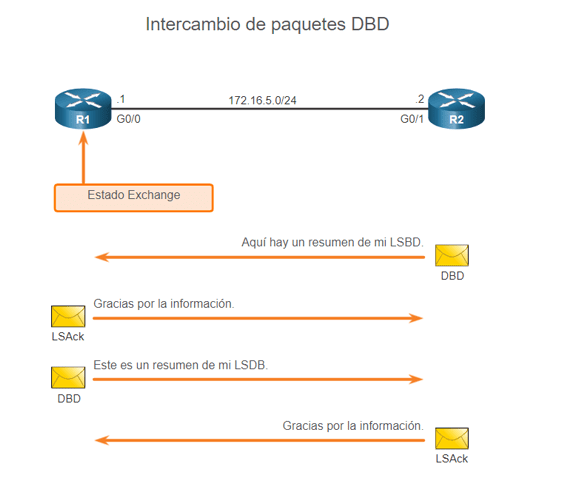 Intercambio de paquetes DBD
.1
172.16.5.0/24
.2
R1
G0/0
G0/1
R2
Estado Exchange
Aquí hay un resumen de mi LSBD.
DBD
Gracias por la información.
LSAck
Este es un resumen de mi LSDB.
DBD
Gracias por la información.
LSAck